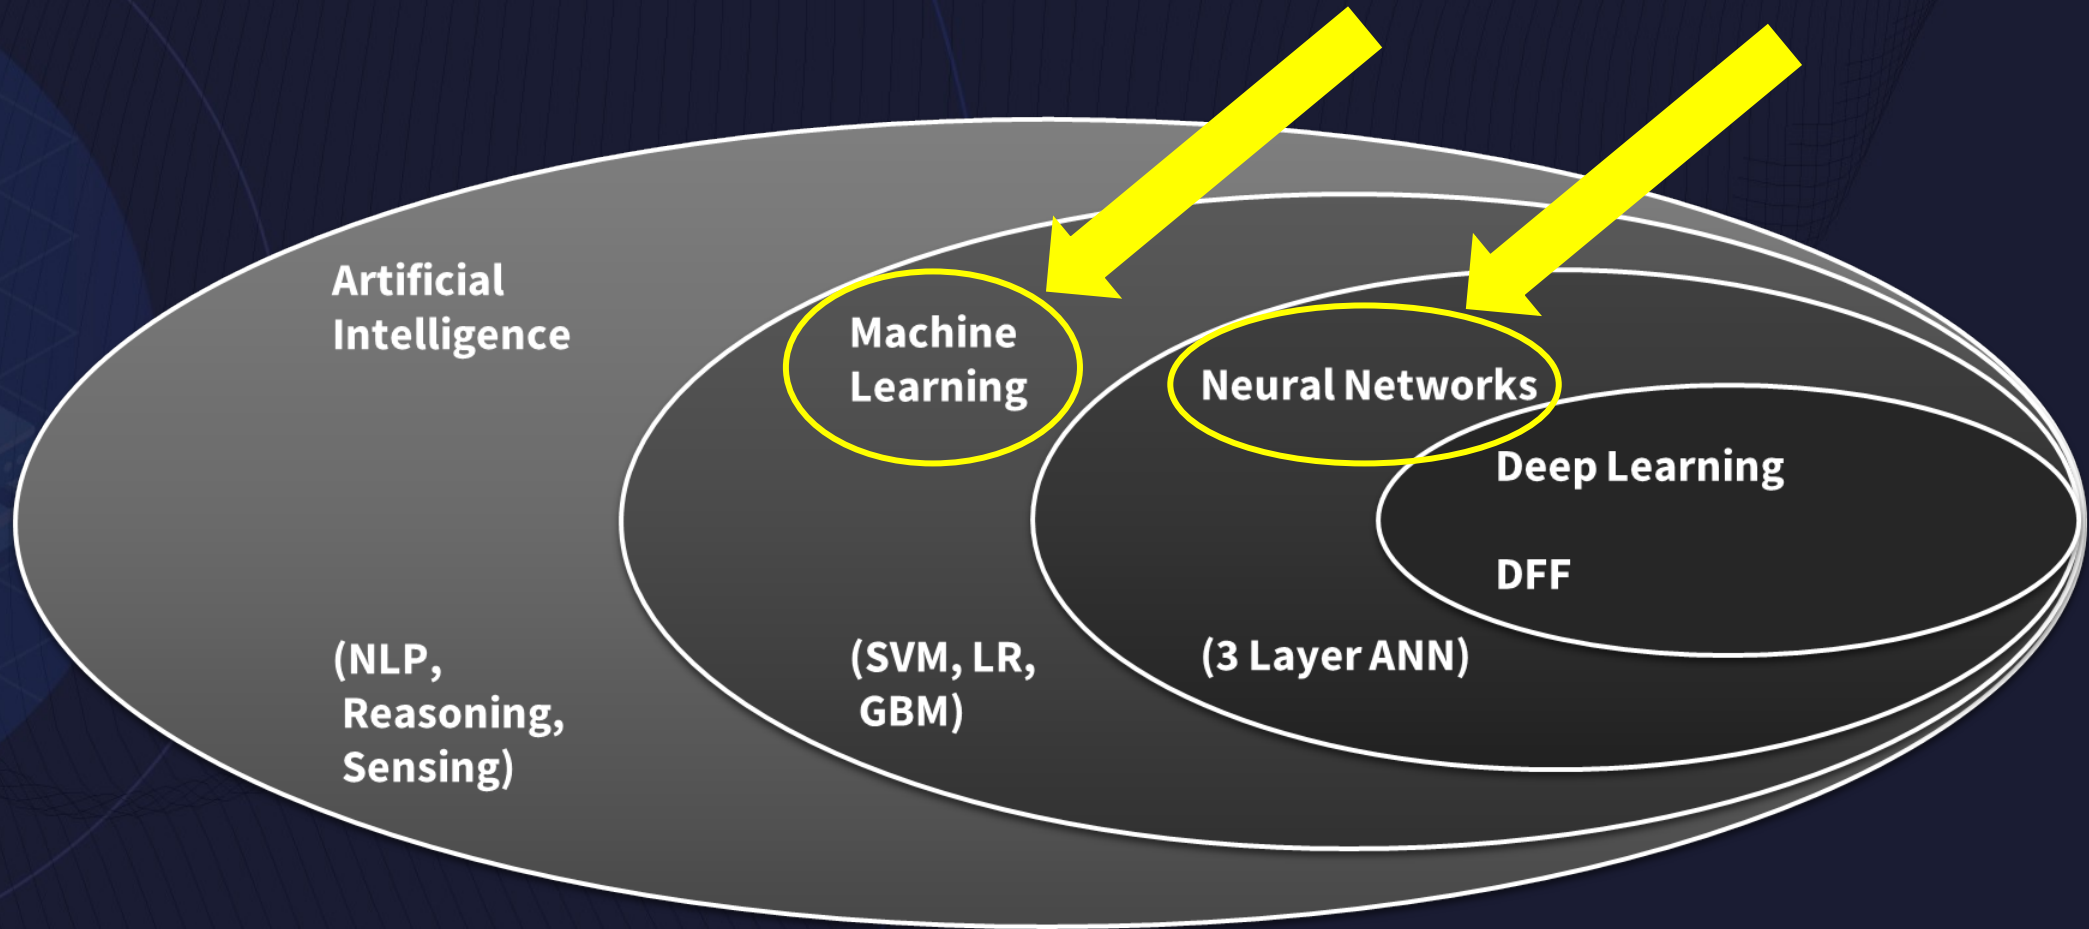 Artificial
Intelligence
(NLP,
Reasoning,
Sensing)
Machine
Learning
(SVM, LR,
GBM)
Neural Networks
(3 Layer ANN)
Deep Learning
DFF